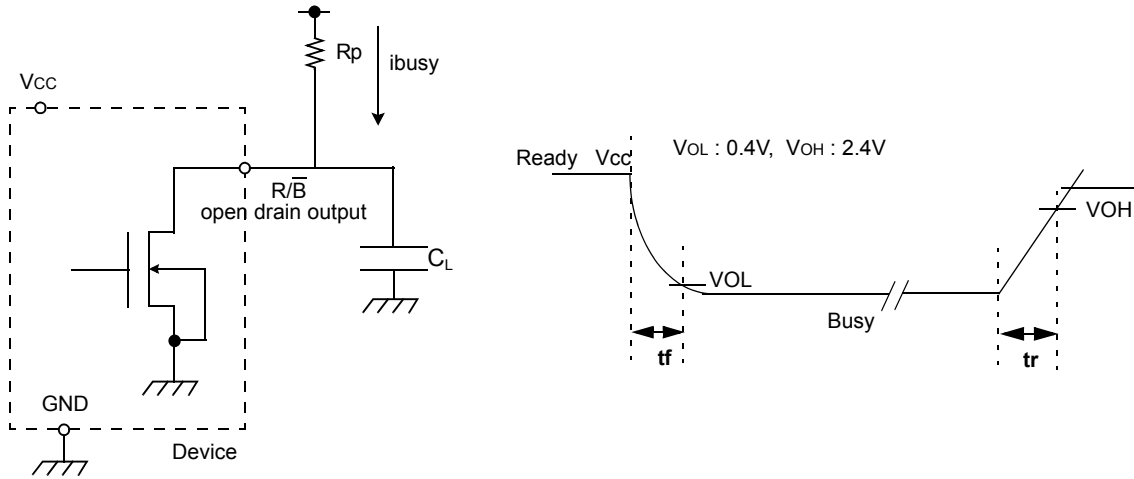 Rp
ibusy
VCC
R/B̅
open drain output
CL
GND
Device
Ready Vcc
VOL : 0.4V, VOH : 2.4V
VOH
VOL
Busy
tf
tr